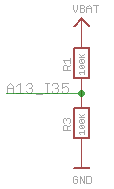 VBAT
R1
100K
A13_I35
R3
100K
GND